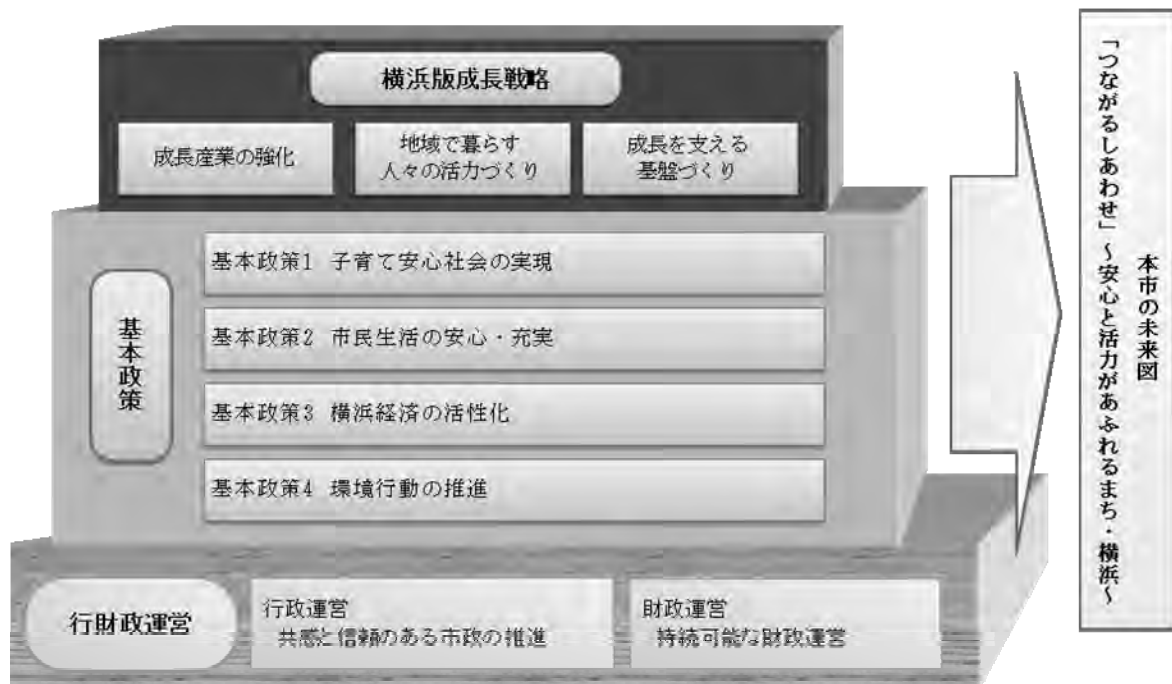 横浜版成長戦略
成長産業の強化
地域で暮らす
人々の活力づくり
成長を支える
基盤づくり
基本政策
基本政策1 子育て安心社会の実現
基本政策2 市民生活の安心・充実
基本政策3 横浜経済の活性化
基本政策4 環境行動の推進
行財政運営
行政運営
共感と信頼のある市政の推進
財政運営
持続可能な財政運営
本市の未来図
「つながるしあわせ」～安心と活力があふれるまち・横浜～